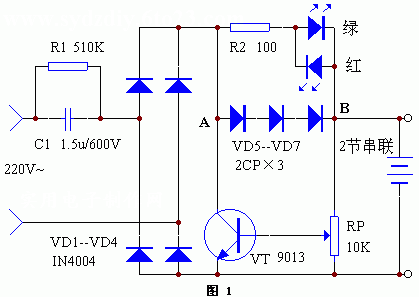 R1 510K
绿
R2 100
红
A
B
C1 1.5u/600V
VD5--VD7
2CP×3
2节串联
220V~
RP
10K
VD1--VD4
IN4004
VT 9013
图 1